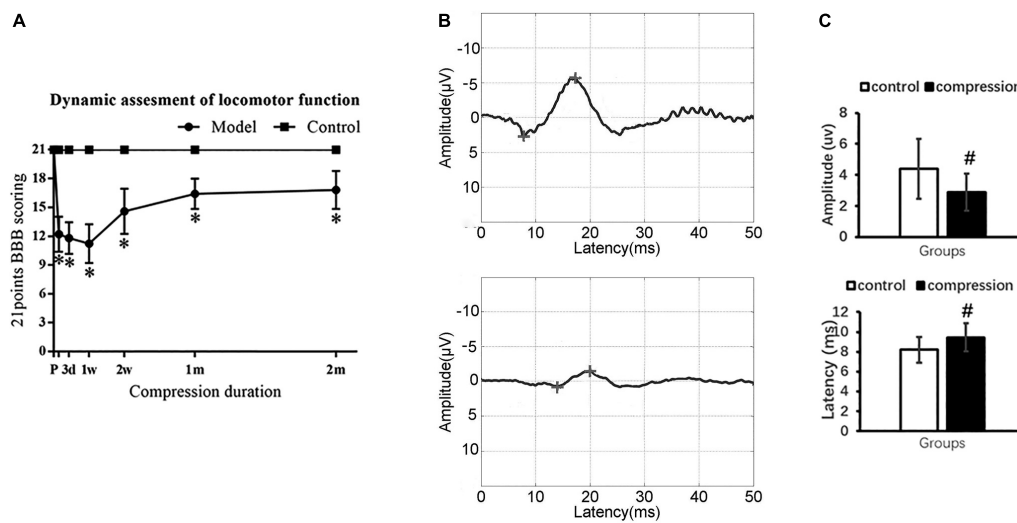 A
Dynamic assesment of locomotor function
Model Control
21points BBB scoring
21
18
15
12
9
6
3
0
* * * * * *
P 3d 1w 2w 1m 2m
Compression duration
B
Amplitude(µV)
-10
-5
0
5
10
0 10 20 30 40 50
Latency(ms)
Amplitude(µV)
-10
-5
0
5
10
0 10 20 30 40 50
Latency(ms)
C
control compression
Amplitude (uv)
8
6
4
2
0
#
Groups
control compression
Latency (ms)
12
10
8
6
4
2
0
#
Groups